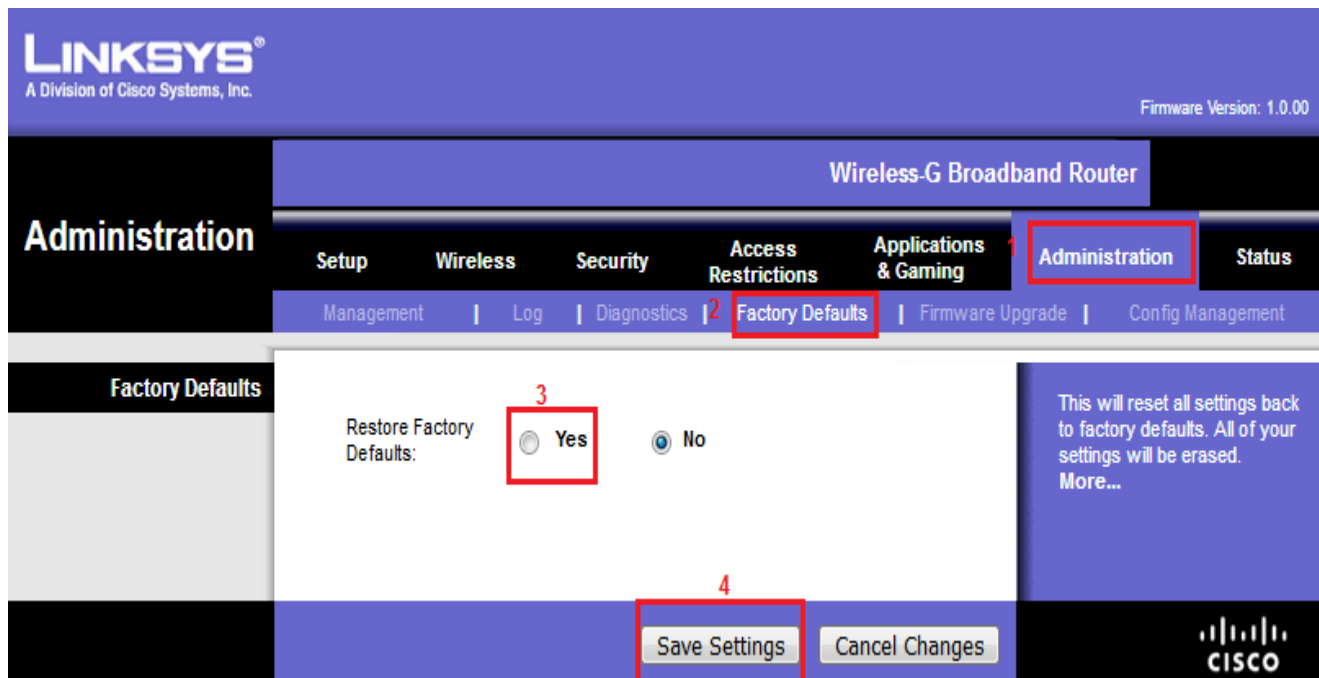 LINKSYS®
A Division of Cisco Systems, Inc.
Firmware Version: 1.0.00
Wireless-G Broadband Router
Administration
Setup Wireless Security Access Restrictions Applications & Gaming 1 Administration Status
Management | Log | Diagnostics | 2 Factory Defaults | Firmware Upgrade | Config Management
Factory Defaults
3
Restore Factory
Defaults:
Yes No
This will reset all settings back
to factory defaults. All of your
settings will be erased.
More...
4
Save Settings Cancel Changes
CISCO